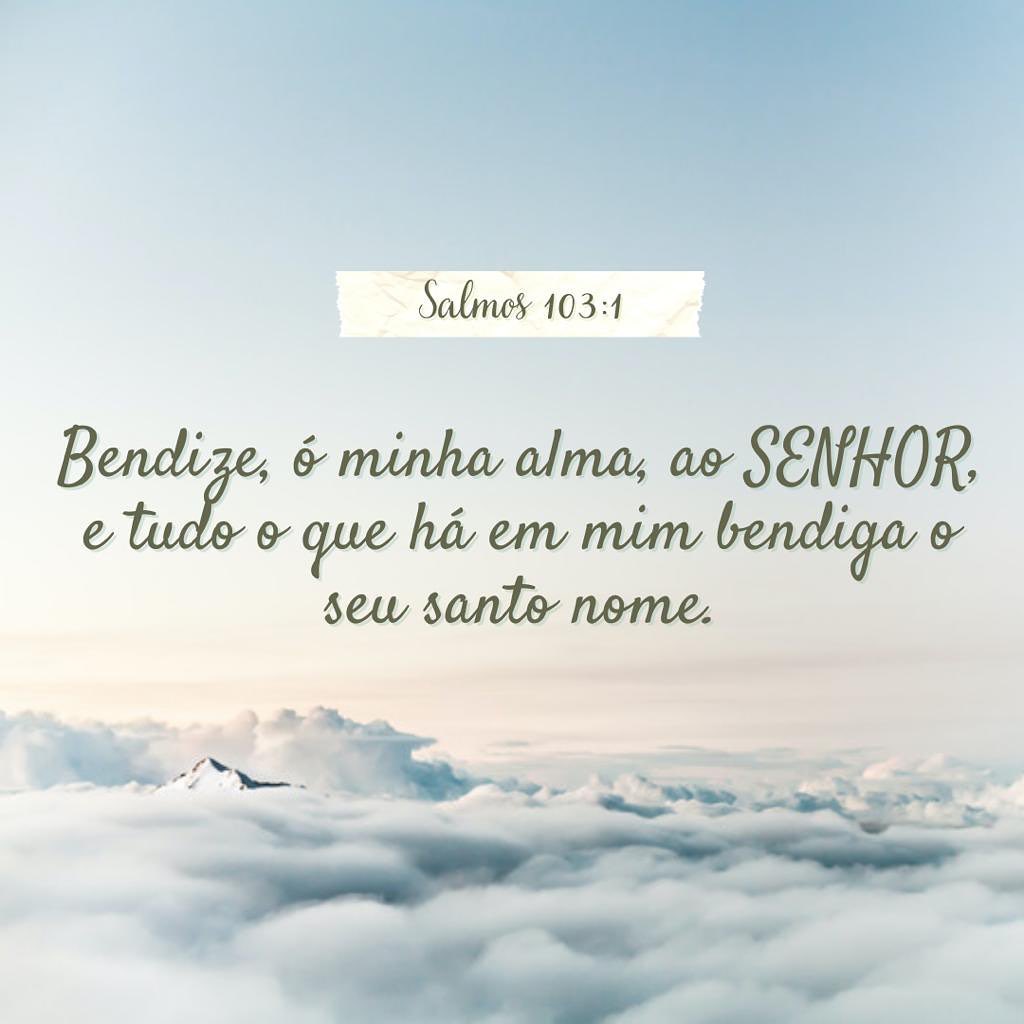 Salmos 103:1
Bendize, ó minha alma, ao SENHOR,
e tudo o que há em mim bendiga o
seu santo nome.